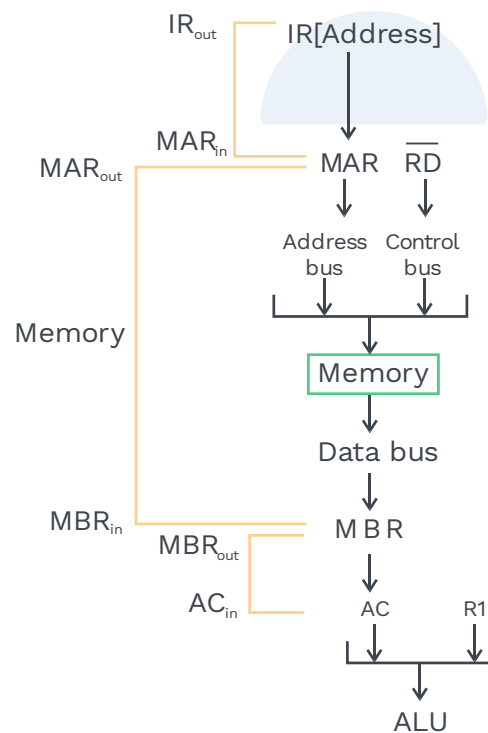 IRout
IR[Address]
MARin
MARout
MAR
RD
Address bus
Control bus
Memory
Memory
Data bus
MBRin
MBR
MBRout
ACin
AC
R1
ALU